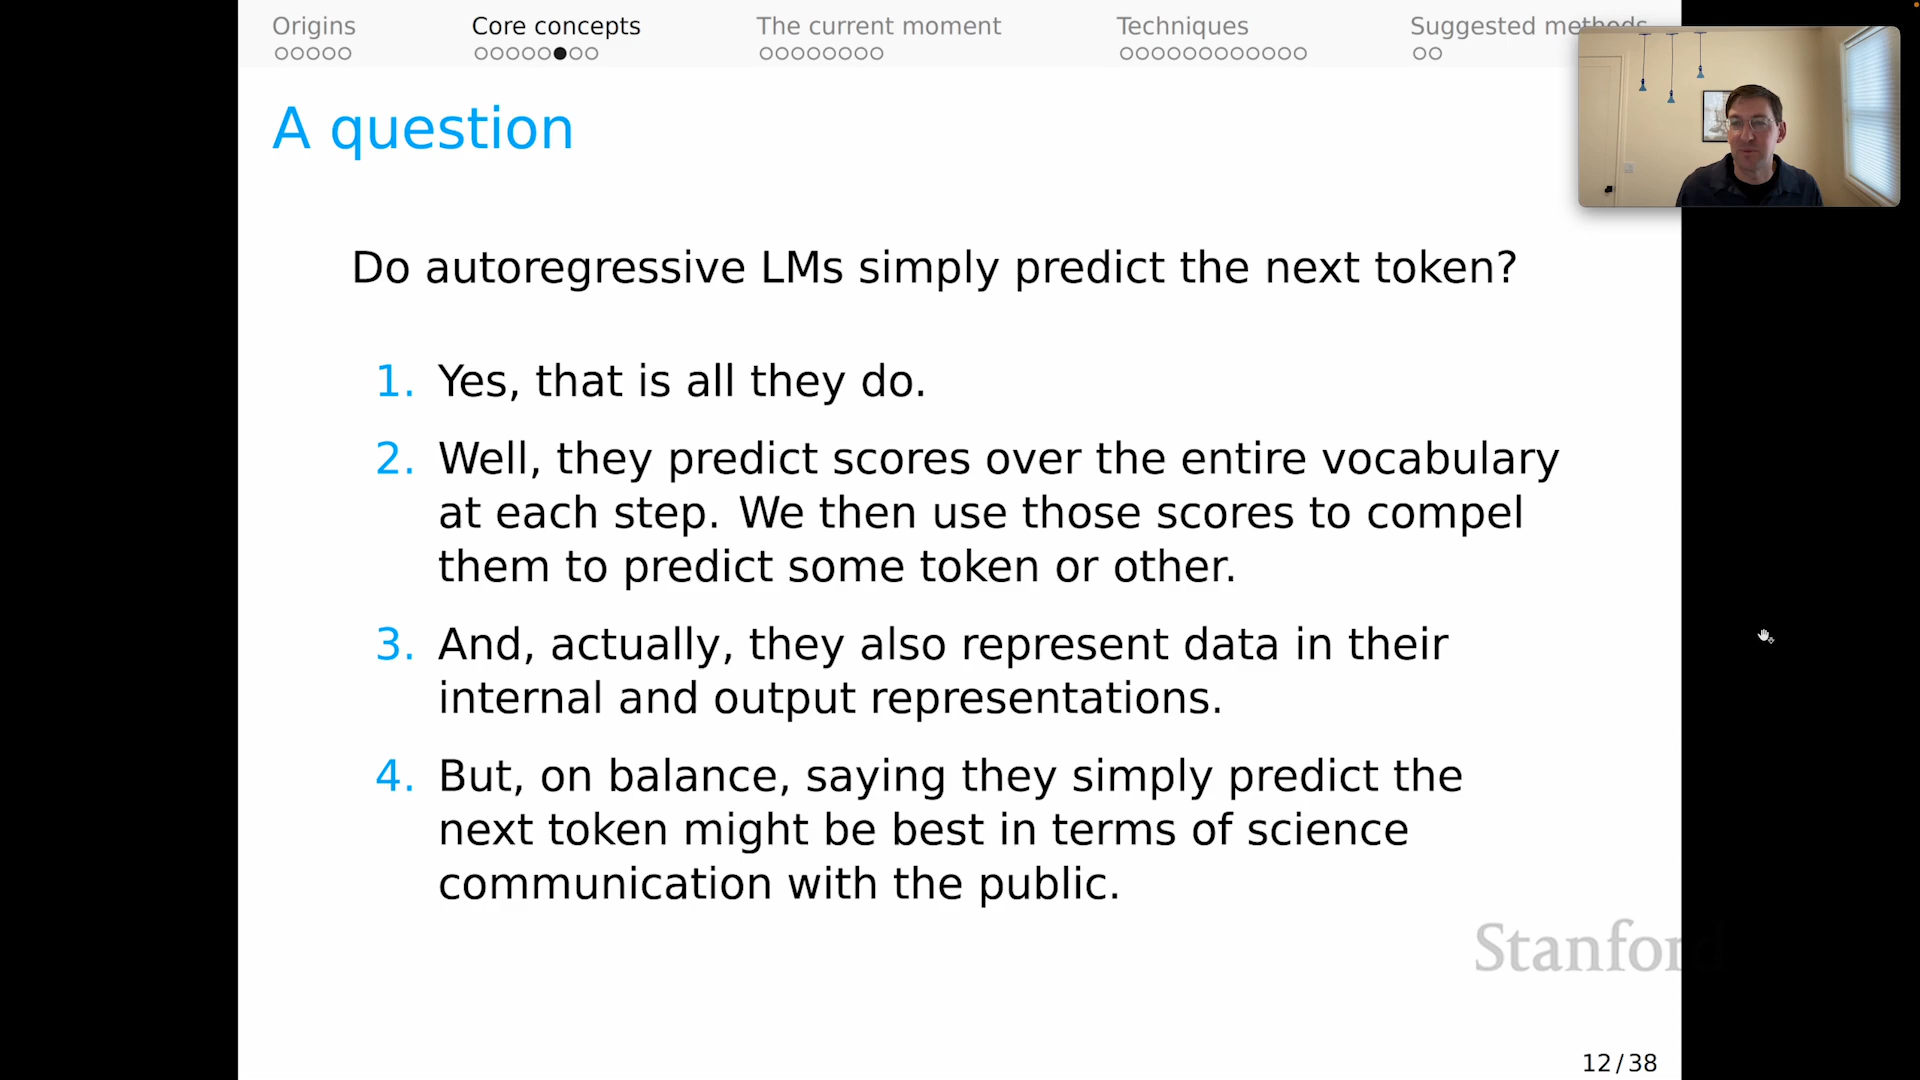 Origins
Core concepts
The current moment
Techniques
Suggested methods
A question
Do autoregressive LMs simply predict the next token?
1. Yes, that is all they do.
2. Well, they predict scores over the entire vocabulary
at each step. We then use those scores to compel
them to predict some token or other.
3. And, actually, they also represent data in their
internal and output representations.
4. But, on balance, saying they simply predict the
next token might be best in terms of science
communication with the public.
Stanford
12/38